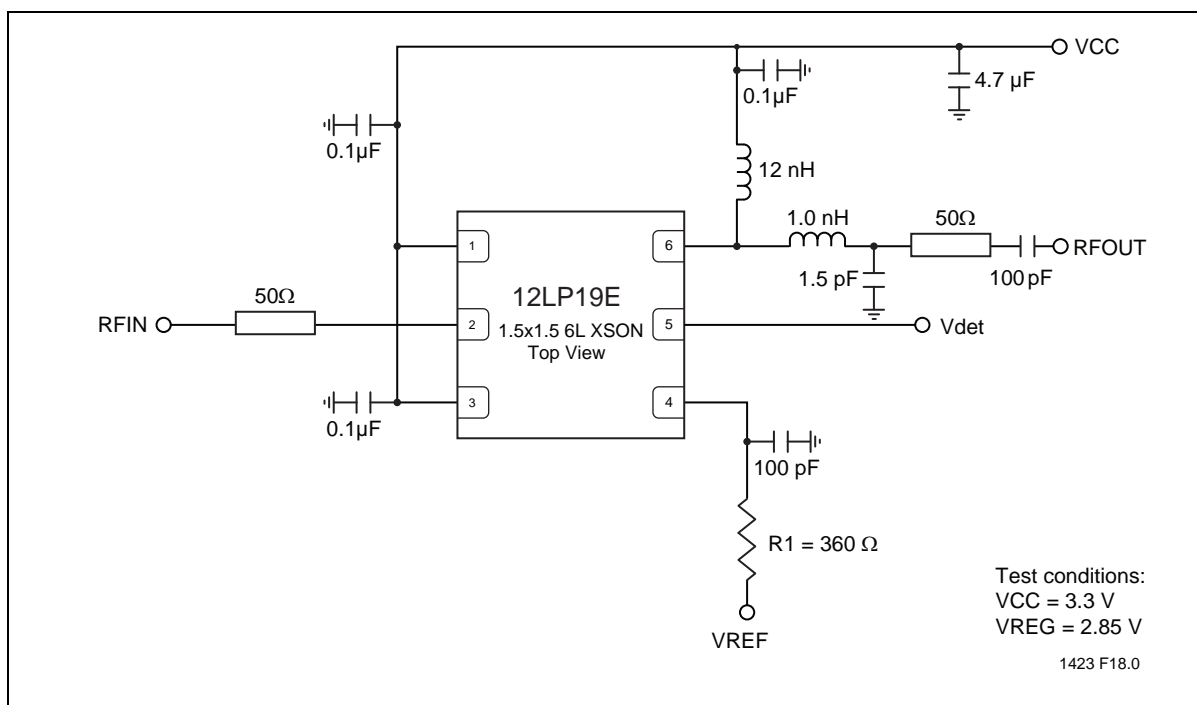 VCC
4.7 µF
0.1µF
0.1µF
12 nH
1.0 nH
50Ω
RFOUT
1.5 pF
100 pF
1
6
12LP19E
50Ω
RFIN
2
1.5x1.5 6L XSON
5
Vdet
Top View
3
4
0.1µF
100 pF
R1 = 360 Ω
VREF
Test conditions:
VCC = 3.3 V
VREG = 2.85 V
1423 F18.0